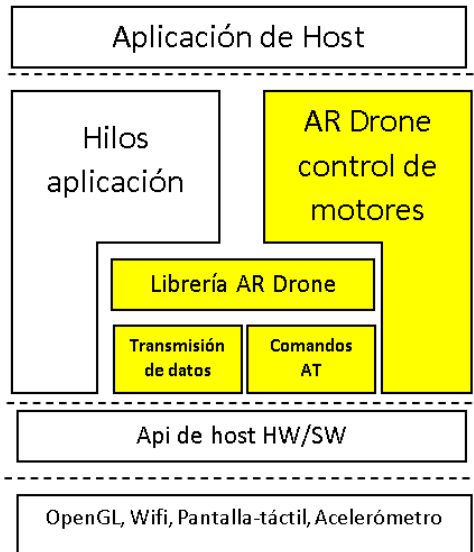 Aplicación de Host
Hilos
aplicación
AR Drone
control de
motores
Librería AR Drone
Transmisión
de datos
Comandos
AT
Api de host HW/SW
OpenGL, Wifi, Pantalla-táctil, Acelerómetro